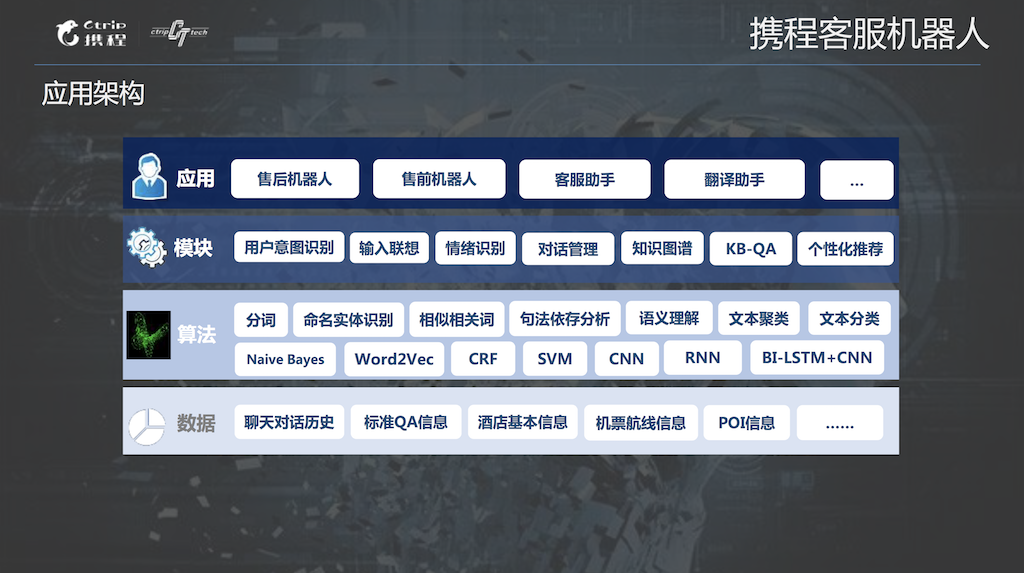 Ctrip
携程
ctrip tech
携程客服机器人
应用架构
应用 售后机器人 售前机器人 客服助手 翻译助手 ...
模块 用户意图识别 输入联想 情绪识别 对话管理 知识图谱 KB-QA 个性化推荐
算法 分词 命名实体识别 相似相关词 句法依存分析 语义理解 文本聚类 文本分类
Naive Bayes Word2Vec CRF SVM CNN RNN BI-LSTM+CNN
数据 聊天对话历史 标准QA信息 酒店基本信息 机票航线信息 POI信息 ......